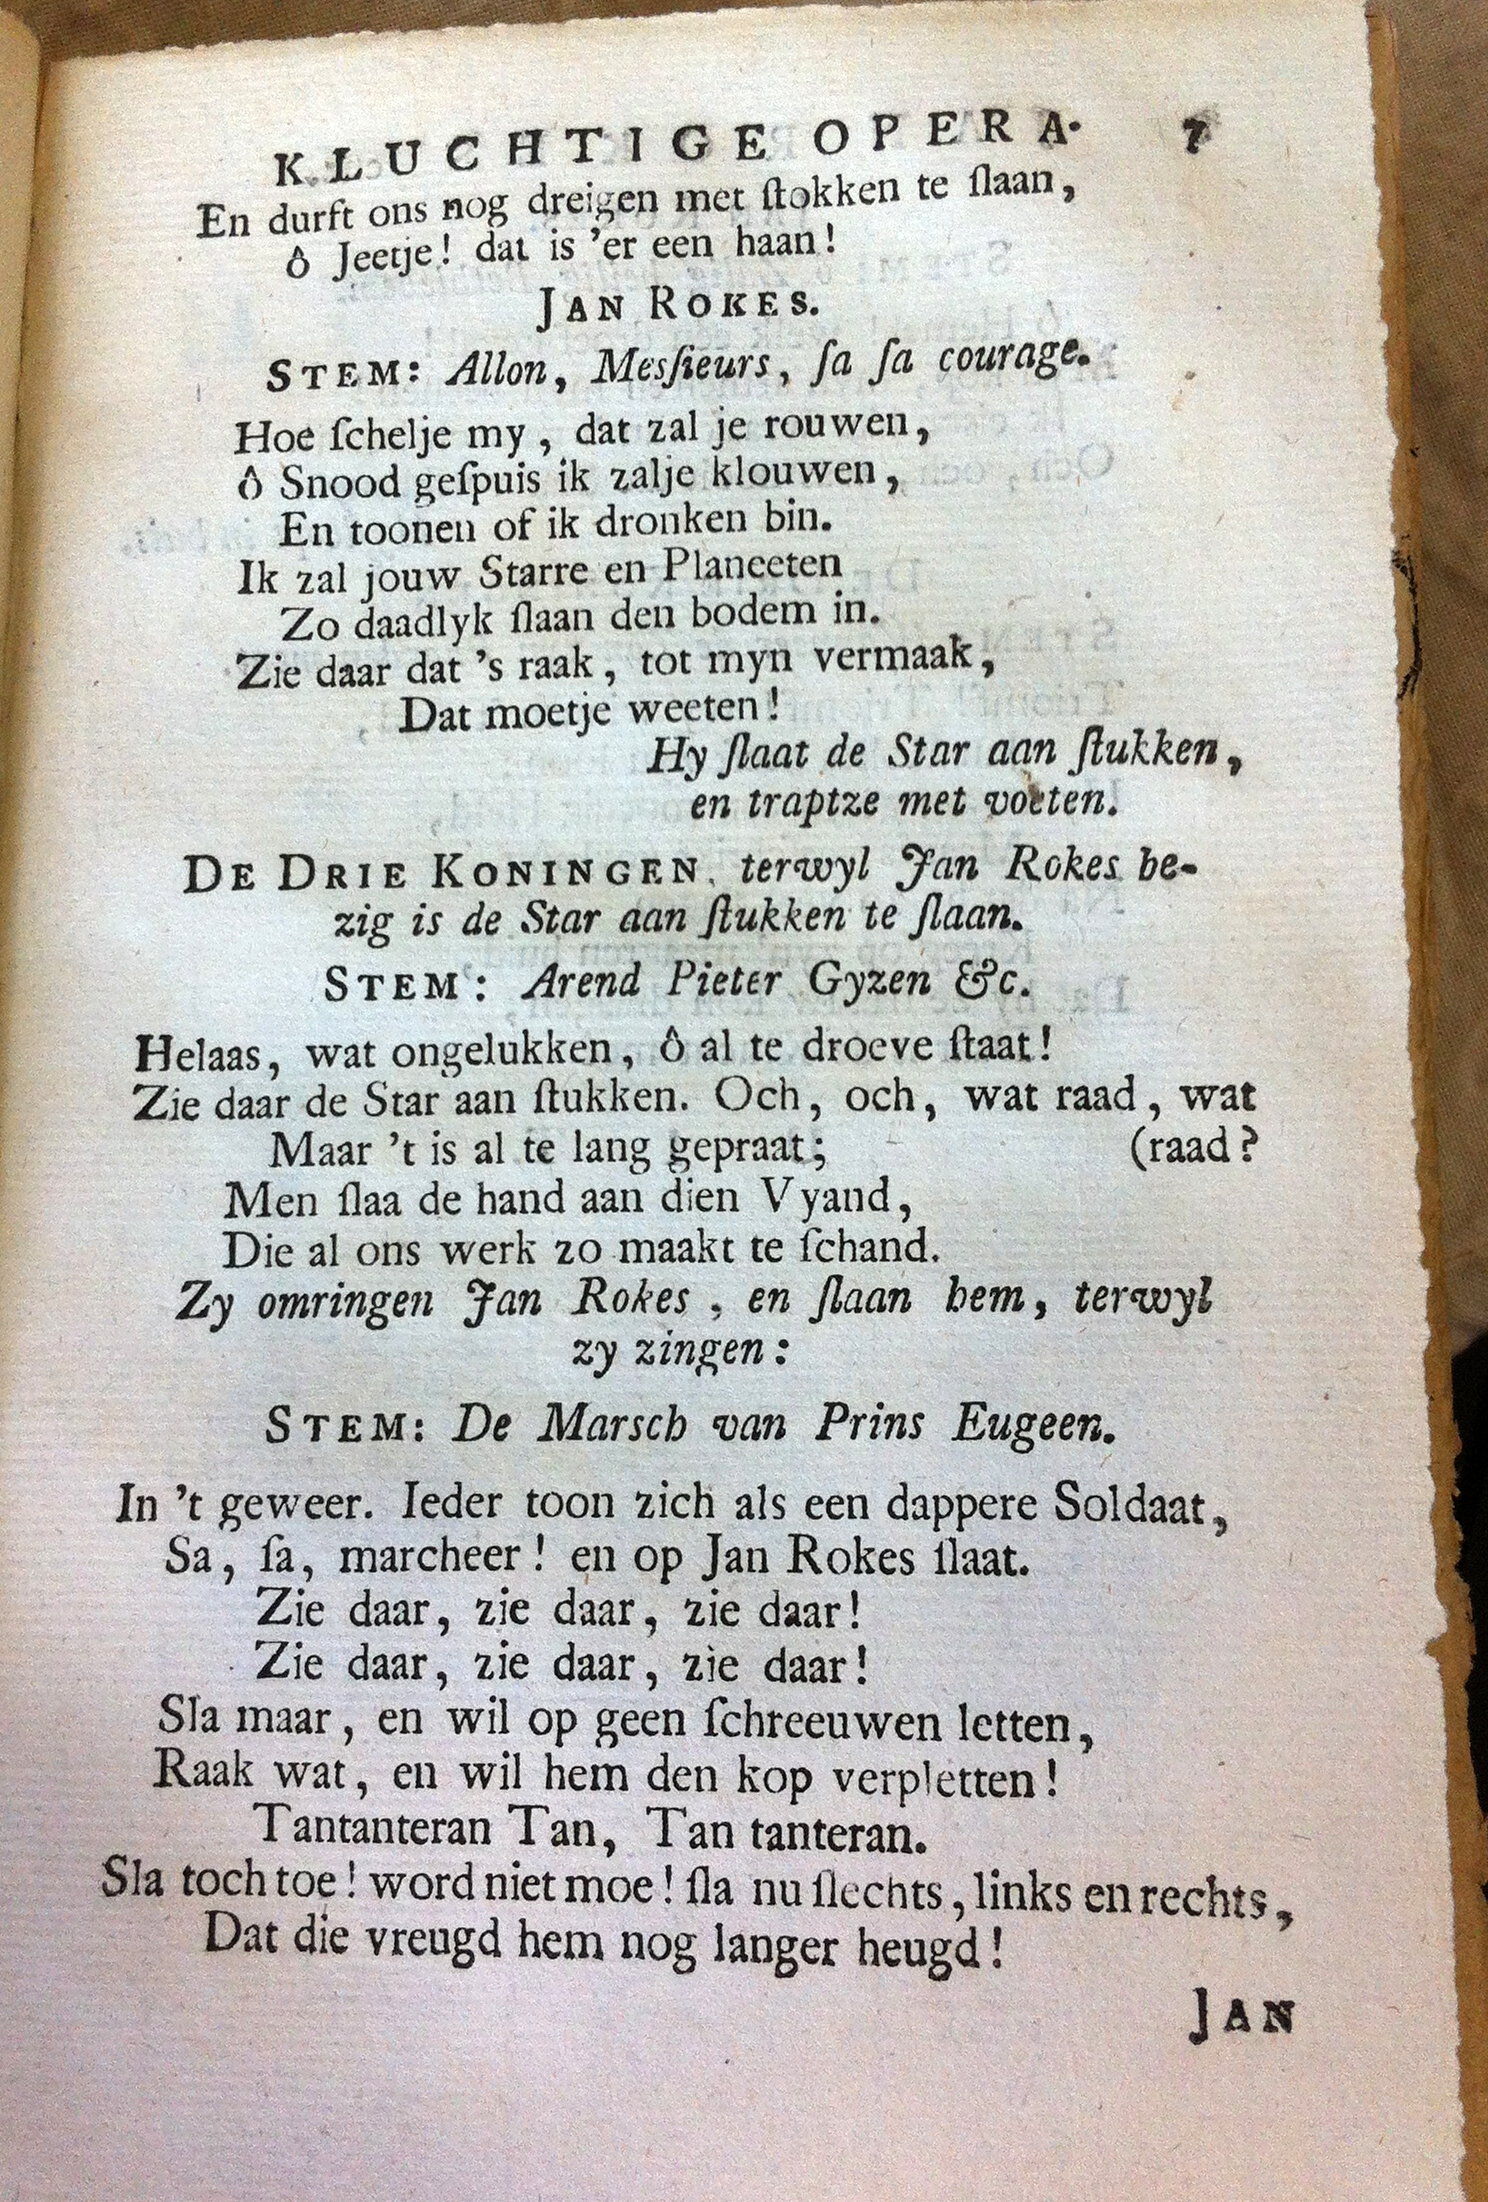 KLUCHTIGE OPERA. 7
En durft ons nog dreigen met ſtokken te ſlaan,
ô Jeetje! dat is ’er een haan!
JAN ROKES.
STEM: Allon, Mesſieurs, ſa ſa courage.
Hoe ſchelje my, dat zal je rouwen,
ô Snood geſpuis ik zalje klouwen,
En toonen of ik dronken bin.
Ik zal jouw Starre en Planeeten
Zo daadlyk ſlaan den bodem in.
Zie daar dat ’s raak, tot myn vermaak,
Dat moetje weeten!
Hy ſlaat de Star aan ſtukken,
en traptze met voeten.
DE DRIE KONINGEN, terwyl Jan Rokes be-
zig is de Star aan ſtukken te ſlaan.
STEM: Arend Pieter Gyzen &c.
Helaas, wat ongelukken, ô al te droeve ſtaat!
Zie daar de Star aan ſtukken. Och, och, wat raad, wat
Maar ’t is al te lang gepraat; (raad?
Men ſlaa de hand aan dien Vyand,
Die al ons werk zo maakt te ſchand.
Zy omringen Jan Rokes, en ſlaan hem, terwyl
zy zingen:
STEM: De Marsch van Prins Eugeen.
In ’t geweer. Ieder toon zich als een dappere Soldaat,
Sa, ſa, marcheer! en op Jan Rokes ſlaat.
Zie daar, zie daar, zie daar!
Zie daar, zie daar, zie daar!
Sla maar, en wil op geen ſchreeuwen letten,
Raak wat, en wil hem den kop verpletten!
Tantanteran Tan, Tan tanteran.
Sla toch toe! word niet moe! ſla nu ſlechts, links en rechts,
Dat die vreugd hem nog langer heugd!
JAN